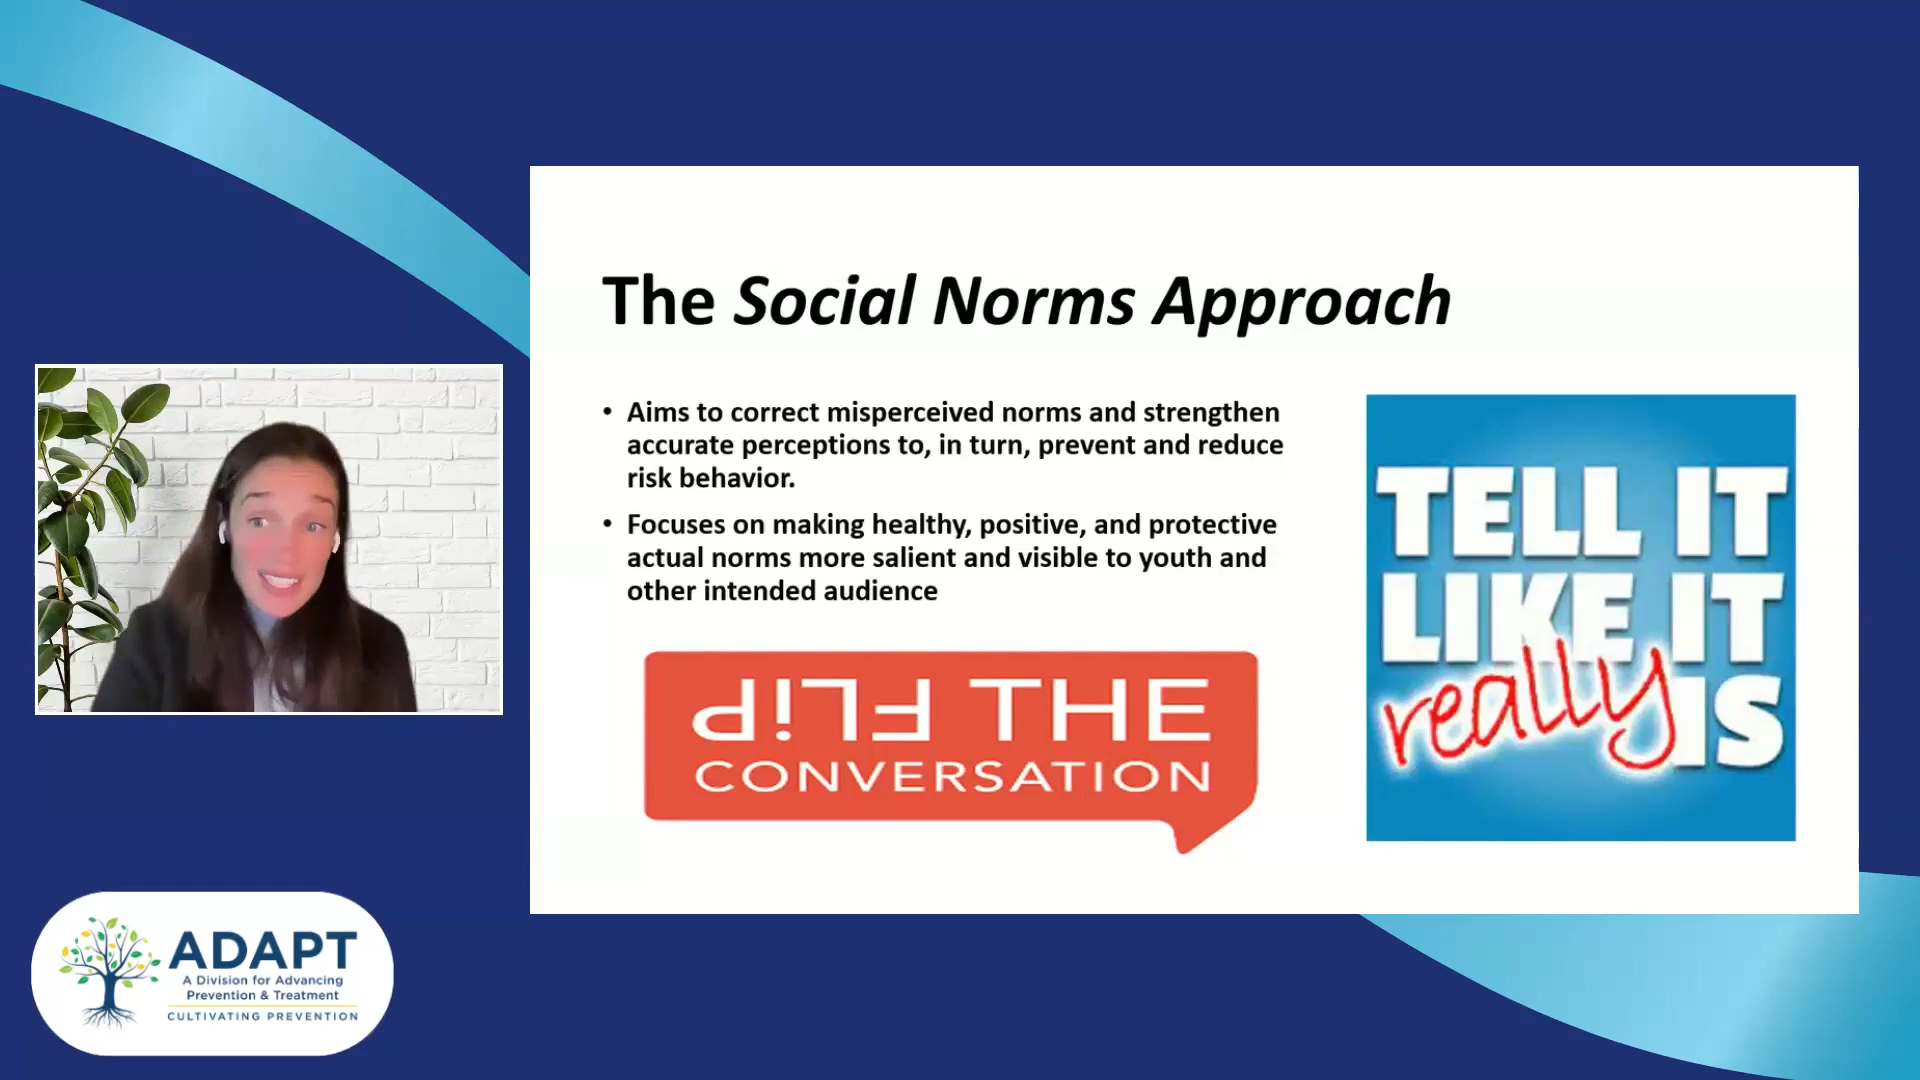 The Social Norms Approach
• Aims to correct misperceived norms and strengthen
accurate perceptions to, in turn, prevent and reduce
risk behavior.
• Focuses on making healthy, positive, and protective
actual norms more salient and visible to youth and
other intended audience
FLIP THE
CONVERSATION
TELL IT
LIKE IT
really IS
ADAPT
A Division for Advancing
Prevention & Treatment
CULTIVATING PREVENTION